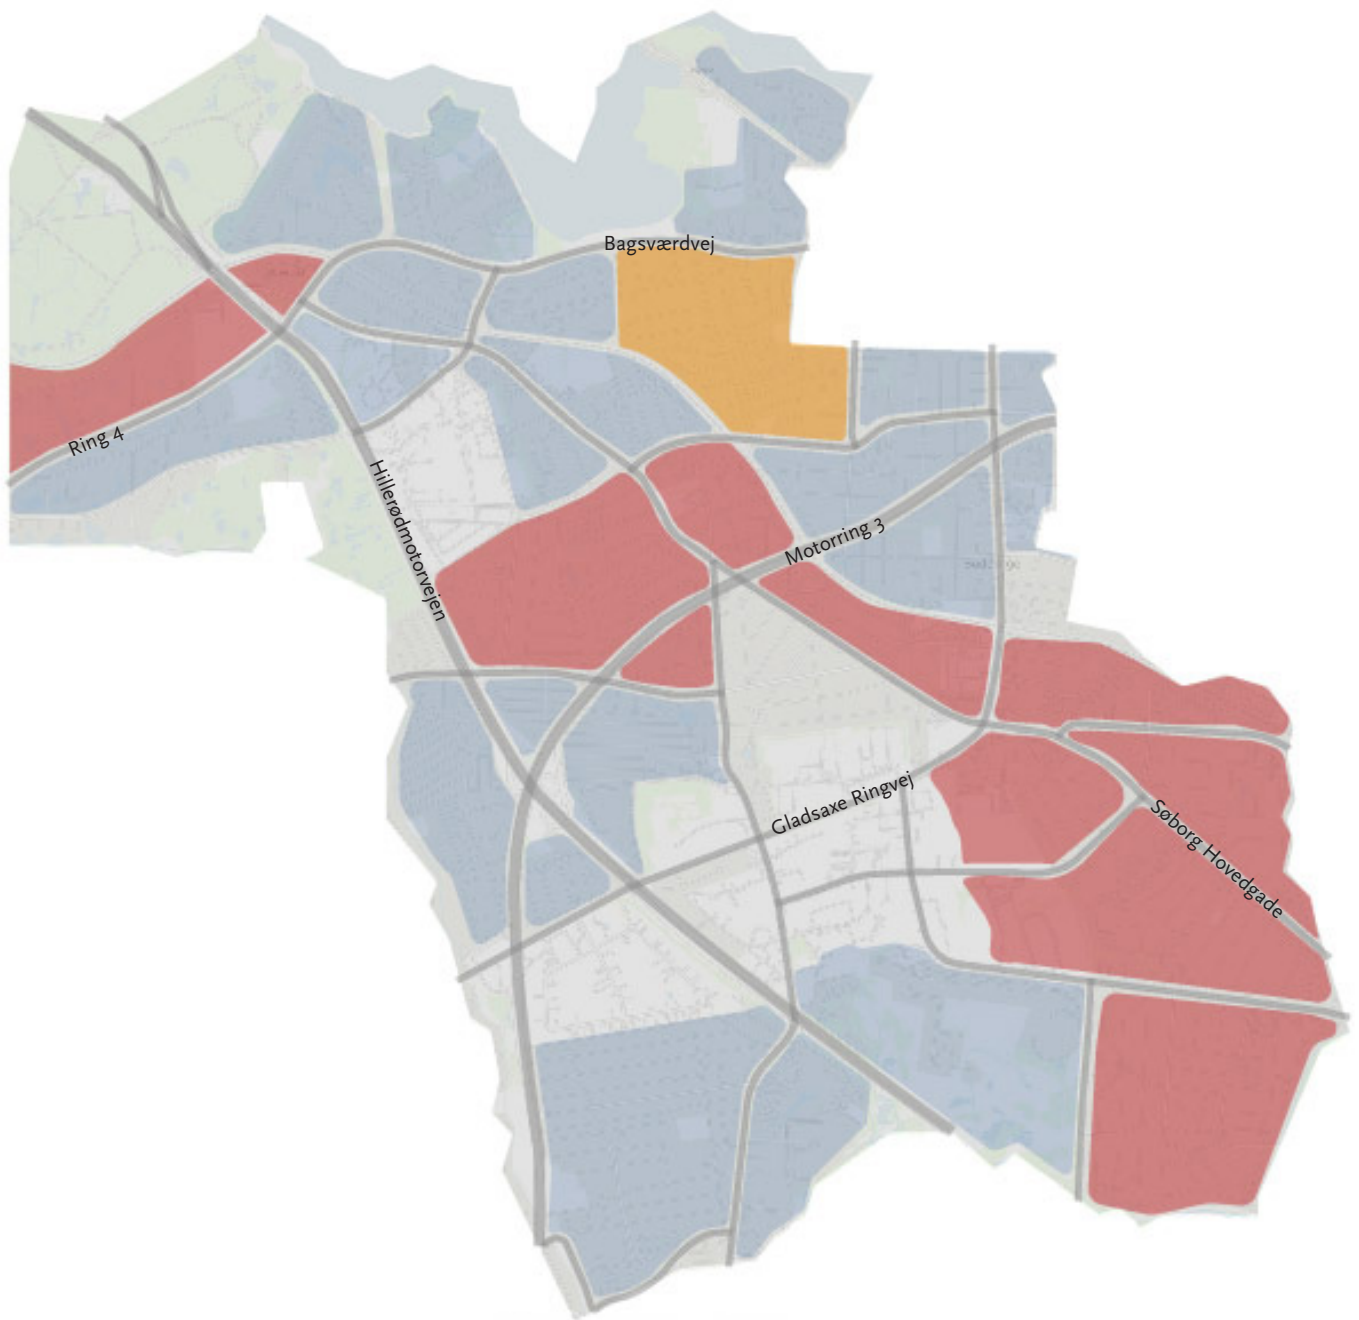 Bagsværdvej
Ring 4
Hillerødmotorvejen
Motorring 3
Gladsaxe Ringvej
Søborg Hovedgade